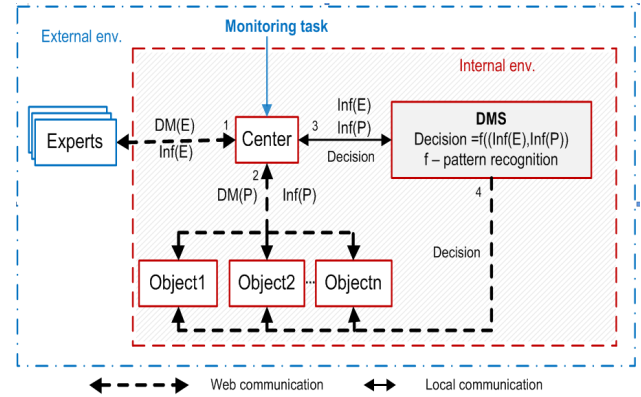 External env.
Monitoring task
Internal env.
Experts
DM(E)
Inf(E)
1
Center
3
Inf(E)
Inf(P)
Decision
DMS
Decision =f((Inf(E),Inf(P))
f – pattern recognition
2
DM(P)
Inf(P)
4
Decision
Object1
Object2
...
Objectn
Web communication
Local communication